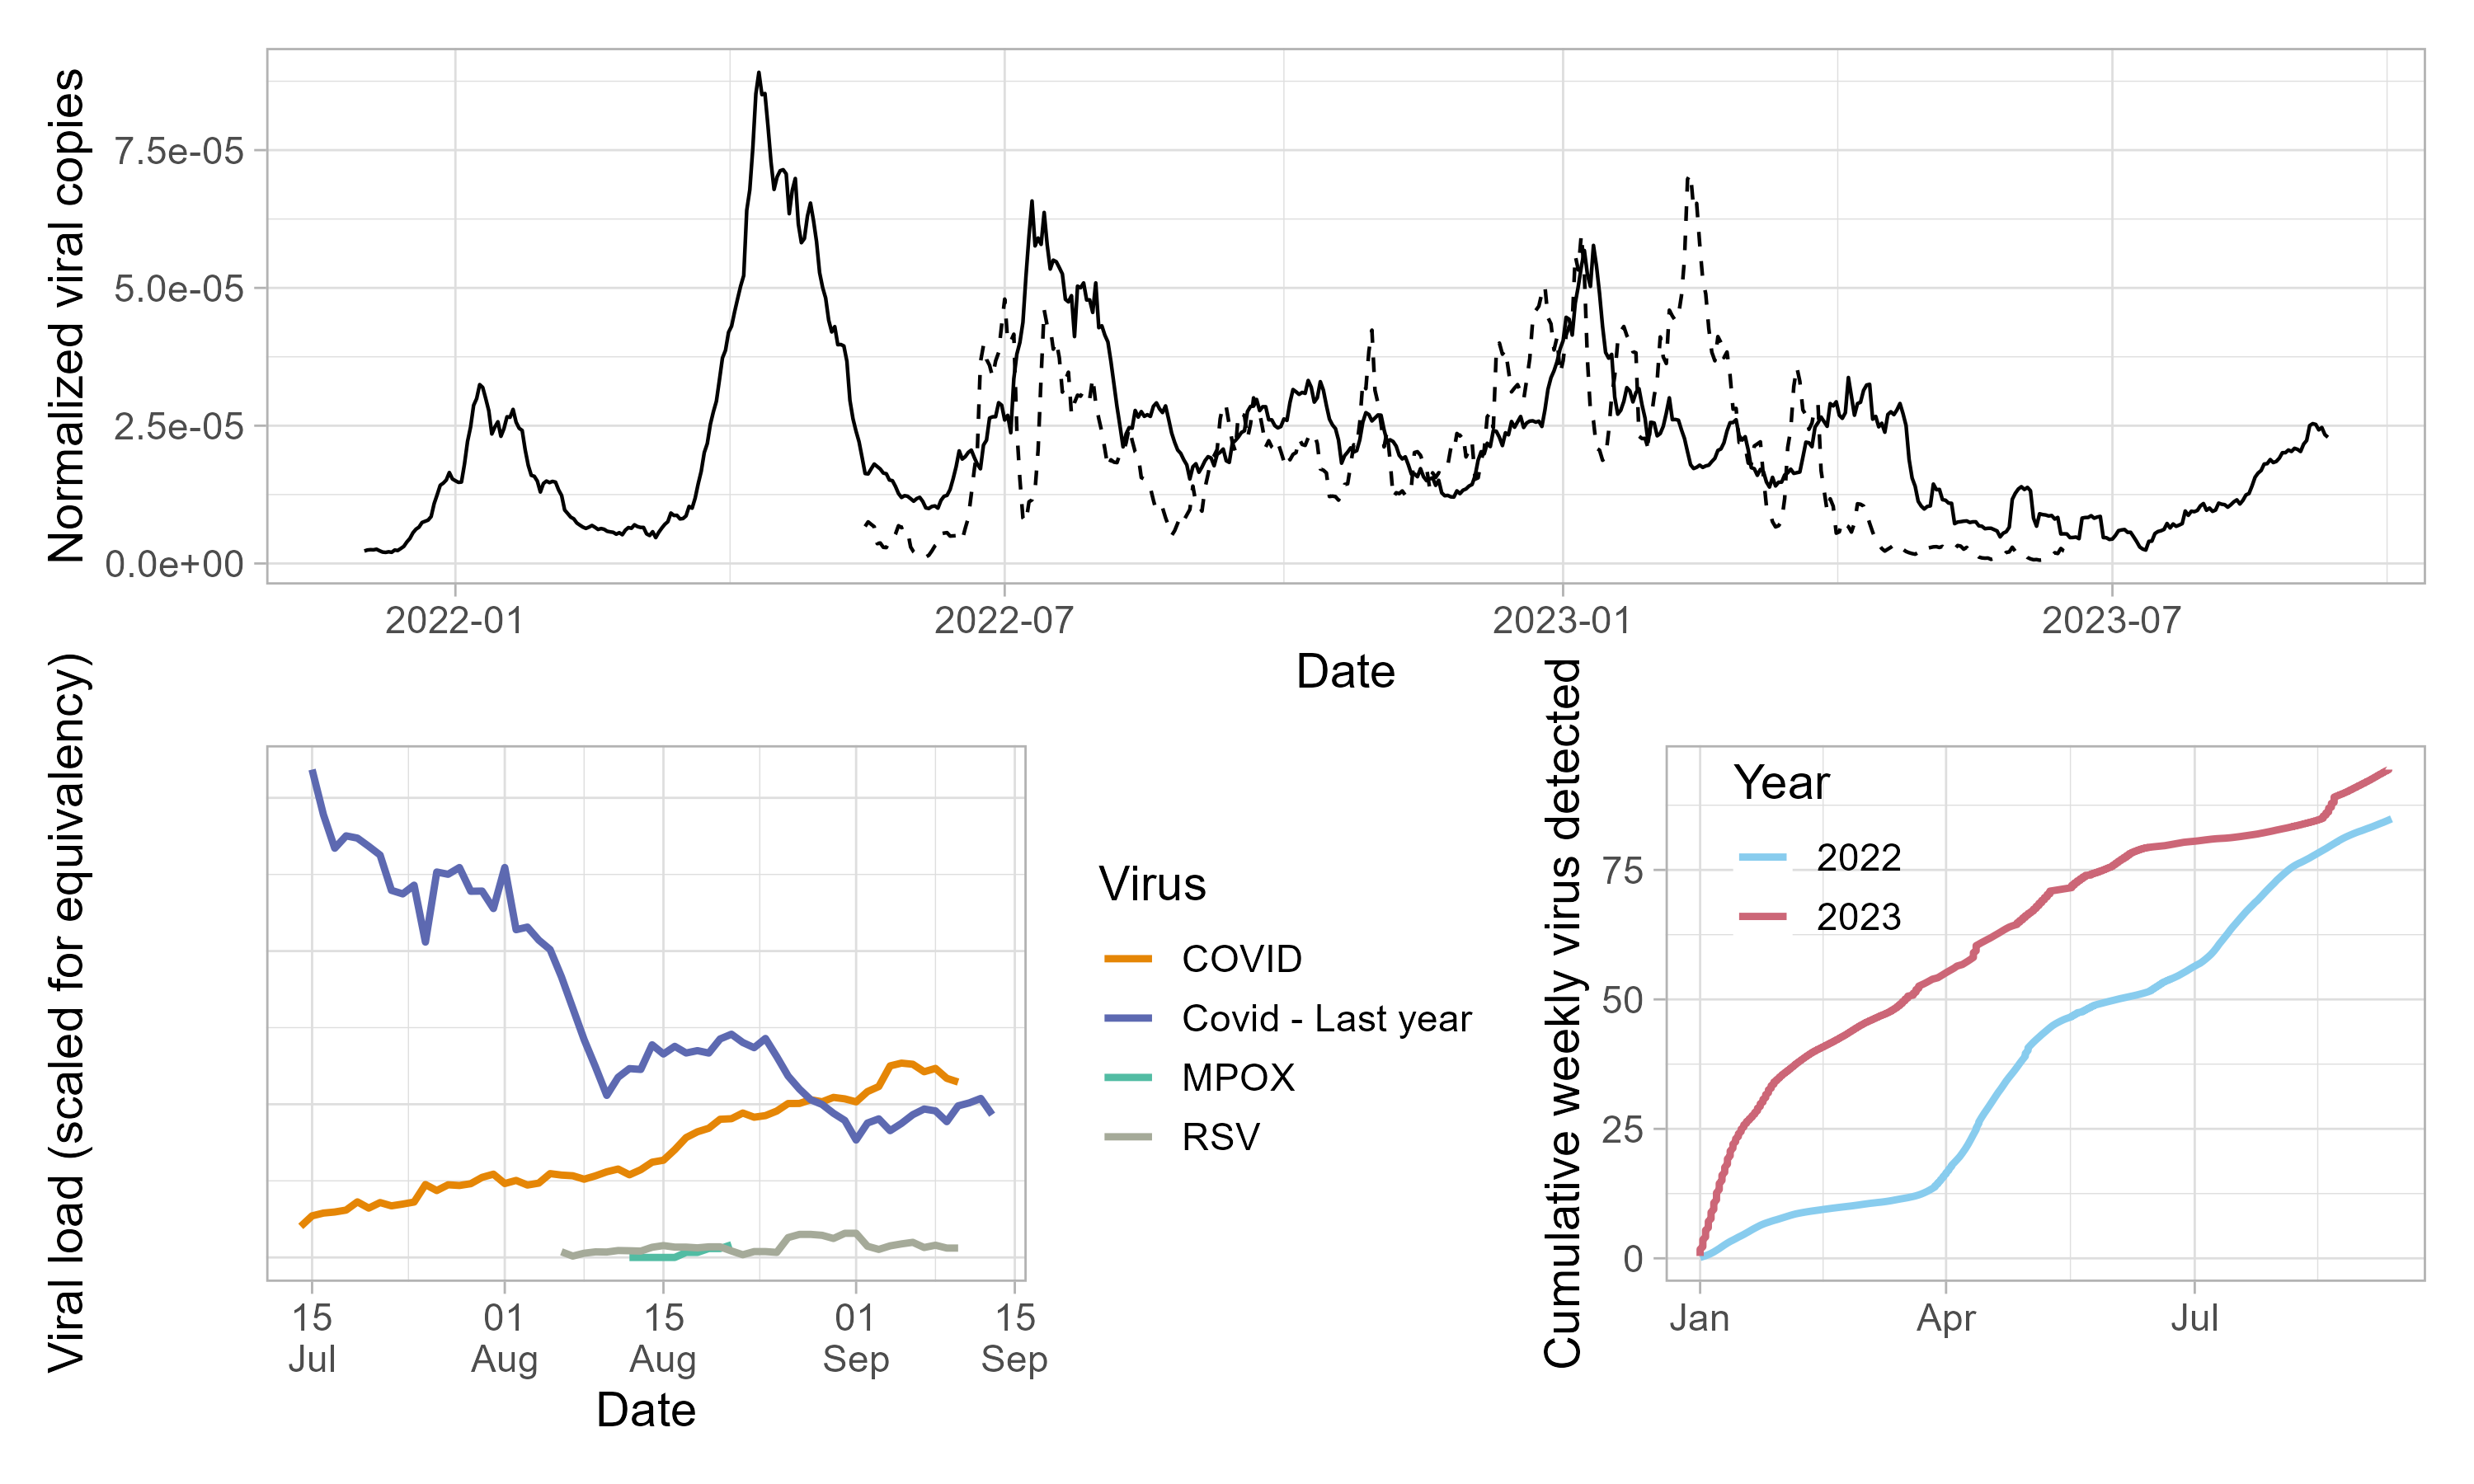 Normalized viral copies
7.5e-05
5.0e-05
2.5e-05
0.0e+00
2022-01
2022-07
2023-01
2023-07
Date
Viral load (scaled for equivalency)
15
Jul
01
Aug
15
Aug
01
Sep
15
Sep
Date
Virus
COVID
Covid - Last year
MPOX
RSV
Cumulative weekly virus detected
75
50
25
0
Year
2022
2023
Jan
Apr
Jul